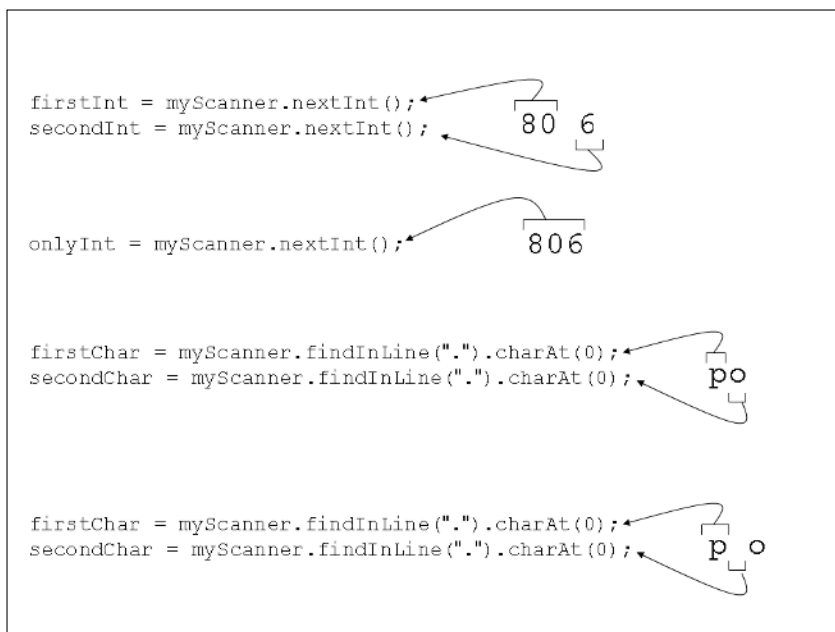 firstInt = myScanner.nextInt();
80 6
secondInt = myScanner.nextInt();
onlyInt = myScanner.nextInt();
806
firstChar = myScanner.findInLine(".").charAt(0);
po
secondChar = myScanner.findInLine(".").charAt(0);
firstChar = myScanner.findInLine(".").charAt(0);
p o
secondChar = myScanner.findInLine(".").charAt(0);